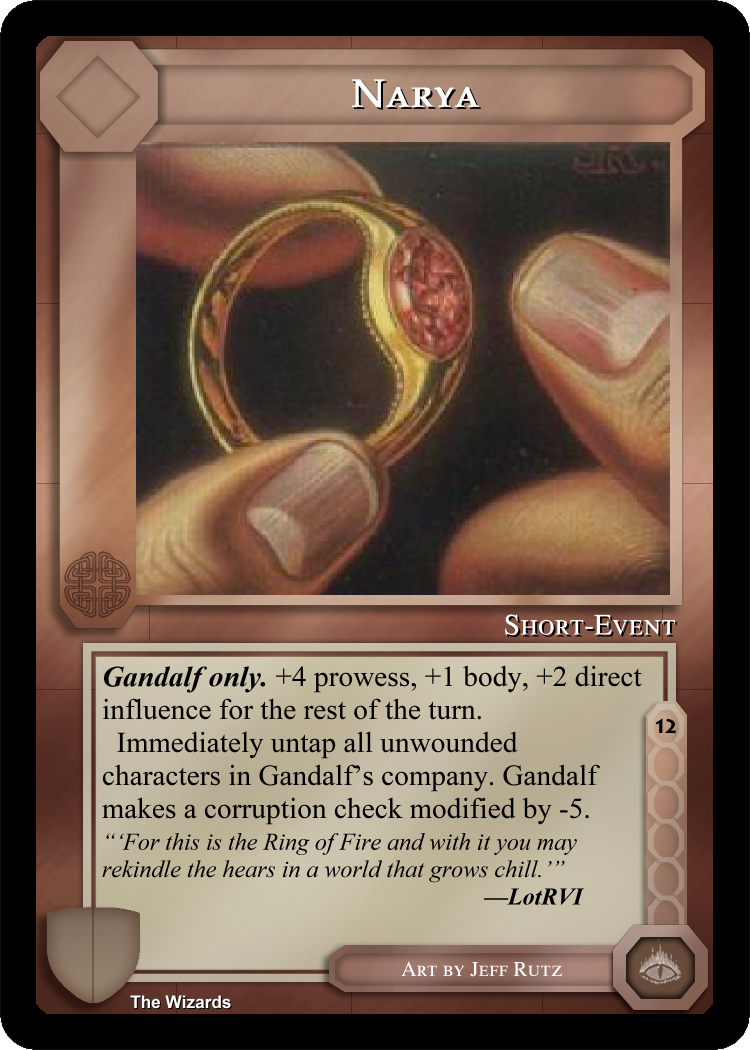 Narya
Short-Event
Gandalf only. +4 prowess, +1 body, +2 direct
influence for the rest of the turn.
Immediately untap all unwounded
characters in Gandalf's company. Gandalf
makes a corruption check modified by -5.
"'For this is the Ring of Fire and with it you may
rekindle the hears in a world that grows chill.'"
—LotRVI
12
Art by Jeff Rutz
The Wizards